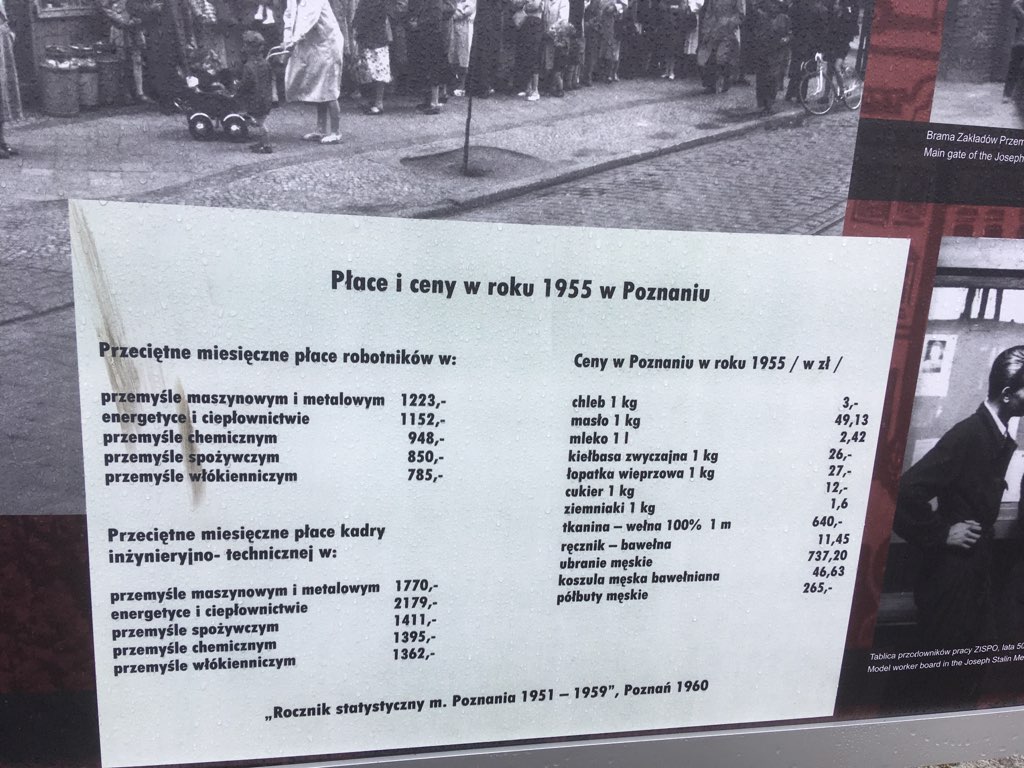 Płace i ceny w roku 1955 w Poznaniu
Przeciętne miesięczne płace robotników w:
przemyśle maszynowym i metalowym 1223,-
energetyce i ciepłownictwie 1152,-
przemyśle chemicznym 948,-
przemyśle spożywczym 850,-
przemyśle włókienniczym 785,-
Przeciętne miesięczne płace kadry
inżynieryjno- technicznej w:
przemyśle maszynowym i metalowym 1770,-
energetyce i ciepłownictwie 2179,-
przemyśle spożywczym 1411,-
przemyśle chemicznym 1395,-
przemyśle włókienniczym 1362,-
Ceny w Poznaniu w roku 1955 / w zł /
chleb 1 kg 3,-
masło 1 kg 49,13
mleko 1 l 2,42
kiełbasa zwyczajna 1 kg 26,-
łopatka wieprzowa 1 kg 27,-
cukier 1 kg 12,-
ziemniaki 1 kg 1,6
tkanina – wełna 100% 1 m 640,-
ręcznik – bawełna 11,45
ubranie męskie 737,20
koszula męska bawełniana 46,63
półbuty męskie 265,-
„Rocznik statystyczny m. Poznania 1951 – 1959”, Poznań 1960
Brama Zakładów Przem
Main gate of the Joseph
Tablica przodowników pracy ZISPO, lata 50
Model worker board in the Joseph Stalin Me